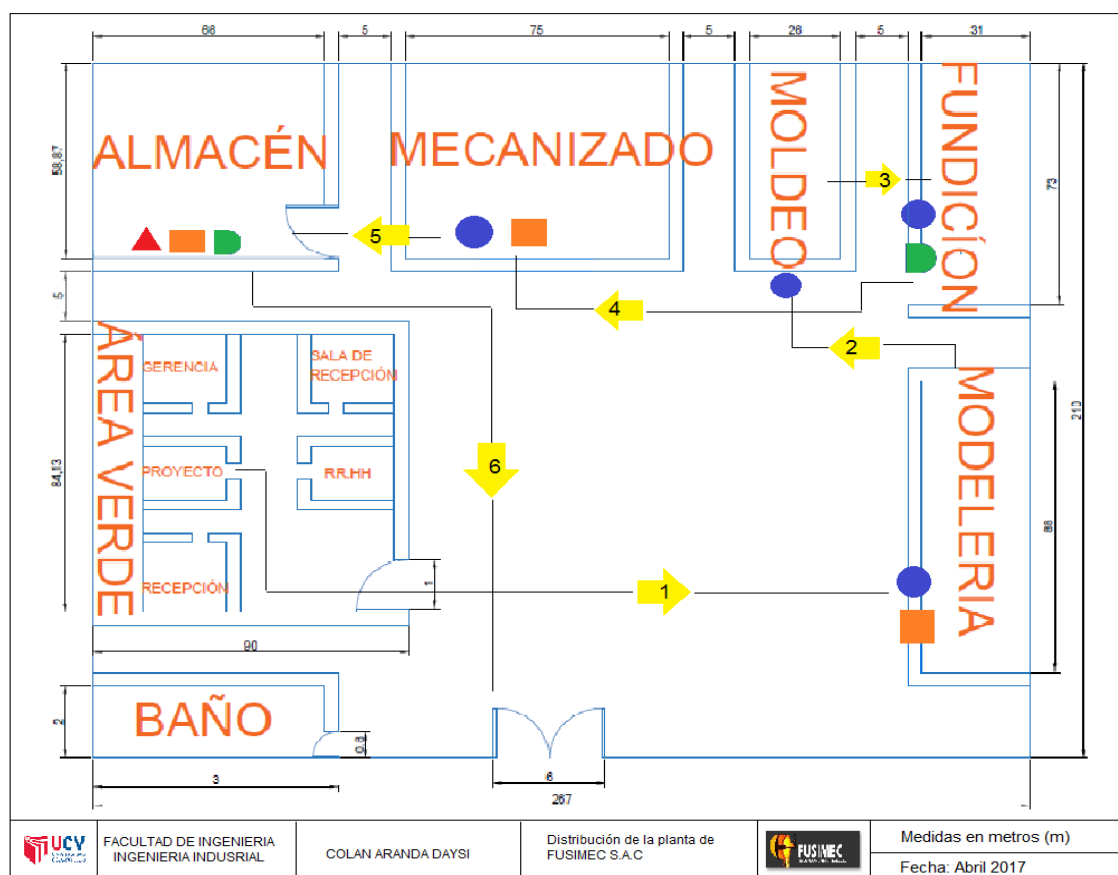 66
5
75
5
26
5
31
ALMACÉN
MECANIZADO
MOLDEO
FUNDICÍON
58,87
73
3
5
4
2
5
ÁREA VERDE
GERENCIA
SALA DE
RECEPCIÓN
MODELERIA
210
84,13
PROYECTO
RR.HH
6
88
RECEPCIÓN
1
1
90
BAÑO
2
0,8
3
6
267
UCV
FACULTAD DE INGENIERIA
INGENIERIA INDUSRIAL
COLAN ARANDA DAYSI
Distribución de la planta de
FUSIMEC S.A.C
FUSIMEC
Medidas en metros (m)
Fecha: Abril 2017